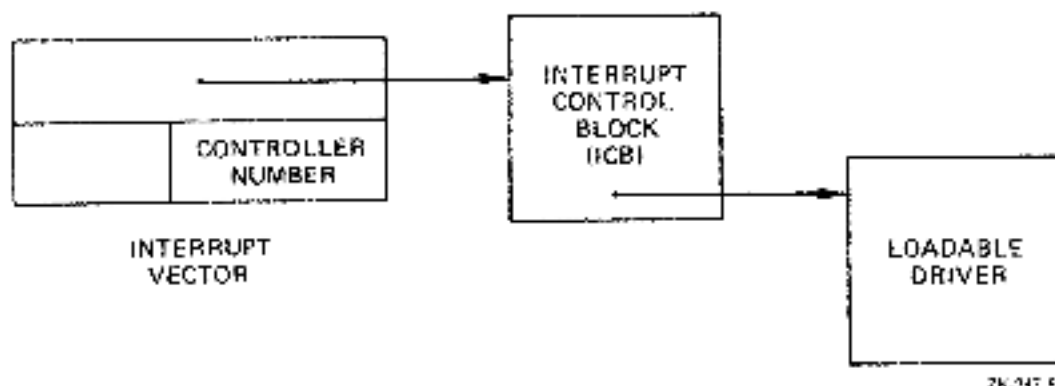 INTERRUPT
CONTROL
BLOCK
(ICB)
CONTROLLER
NUMBER
INTERRUPT
VECTOR
LOADABLE
DRIVER